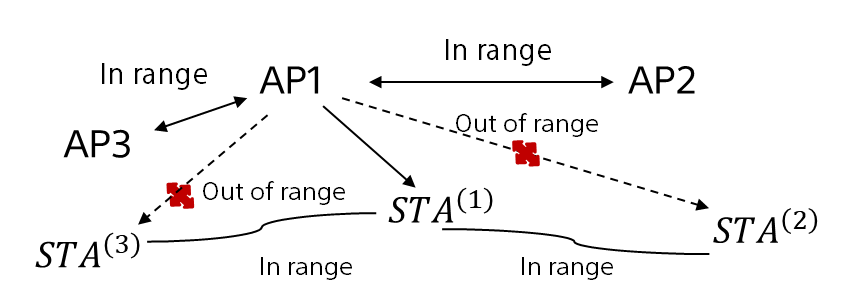 In range
In range
AP1
AP2
AP3
Out of range
Out of range
STA^{(1)}
STA^{(2)}
STA^{(3)}
In range
In range